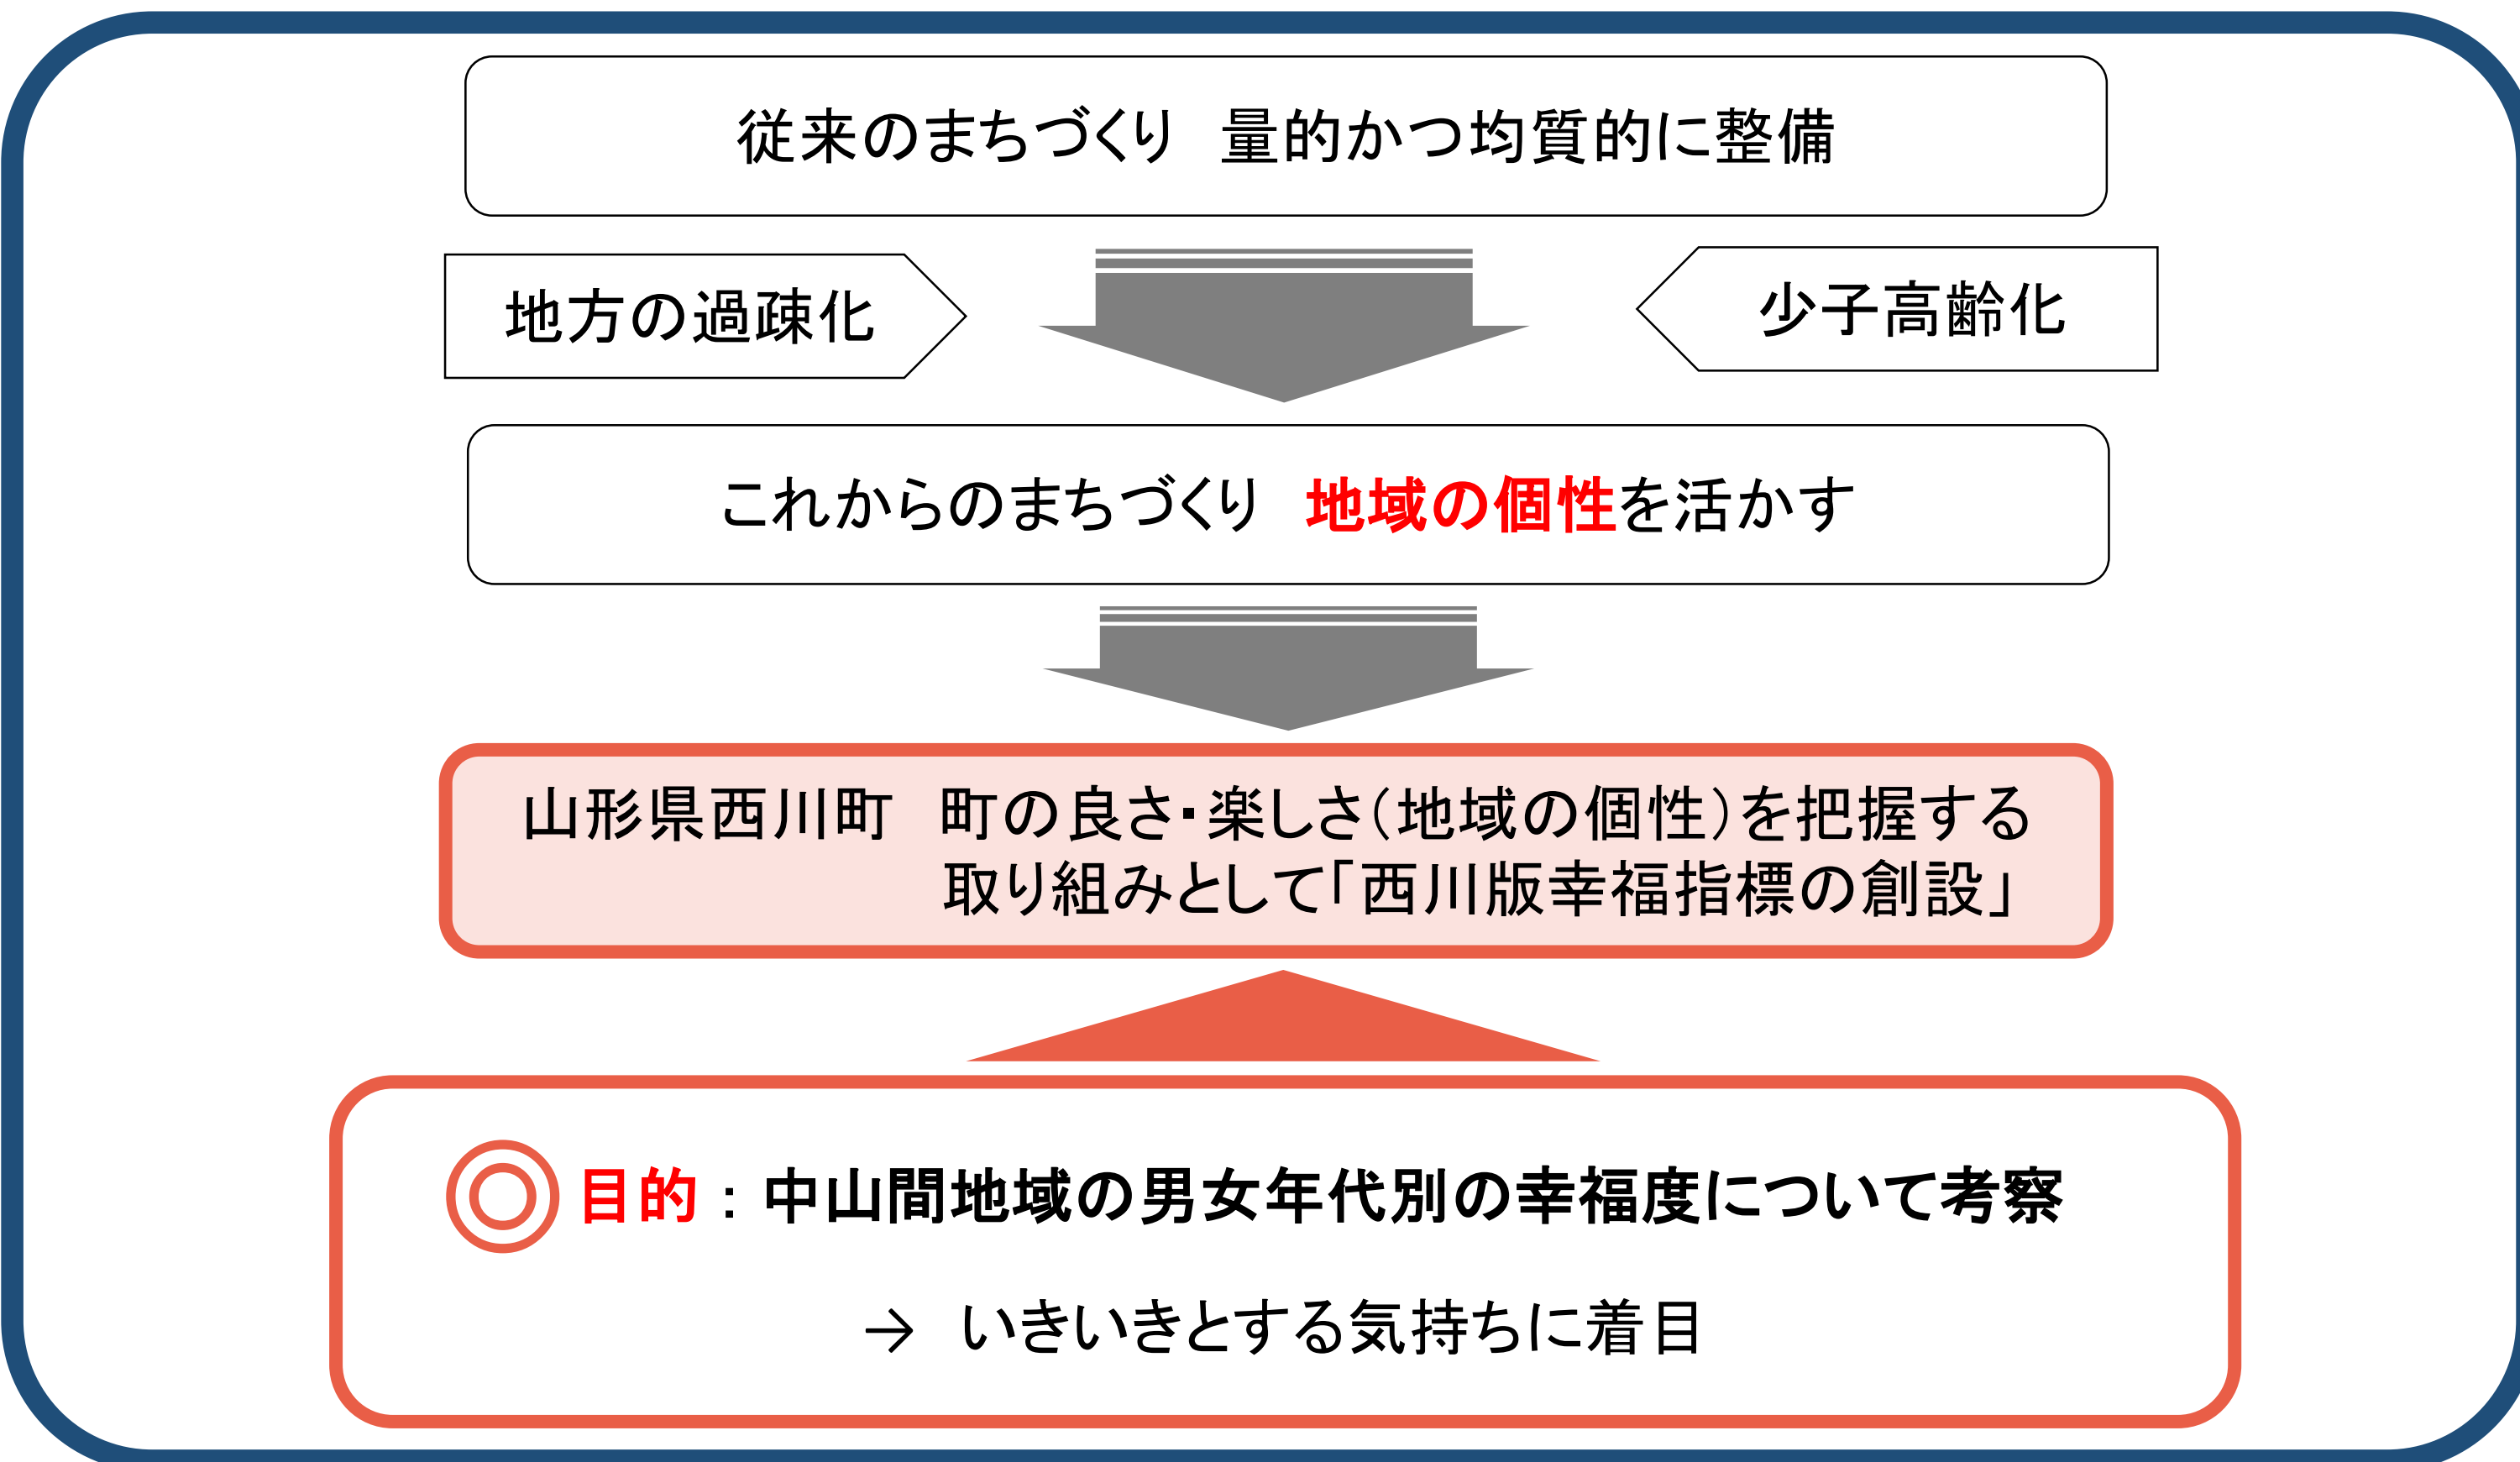 従来のまちづくり　量的かつ物質的に整備
地方の過疎化
少子高齢化
これからのまちづくり　地域の個性を活かす
山形県西川町　町の良さ・楽しさ（地域の個性）を把握する
取り組みとして「西川版幸福指標の創設」
◎目的：中山間地域の男女年代別の幸福度について考察
→　いきいきとする気持ちに着目